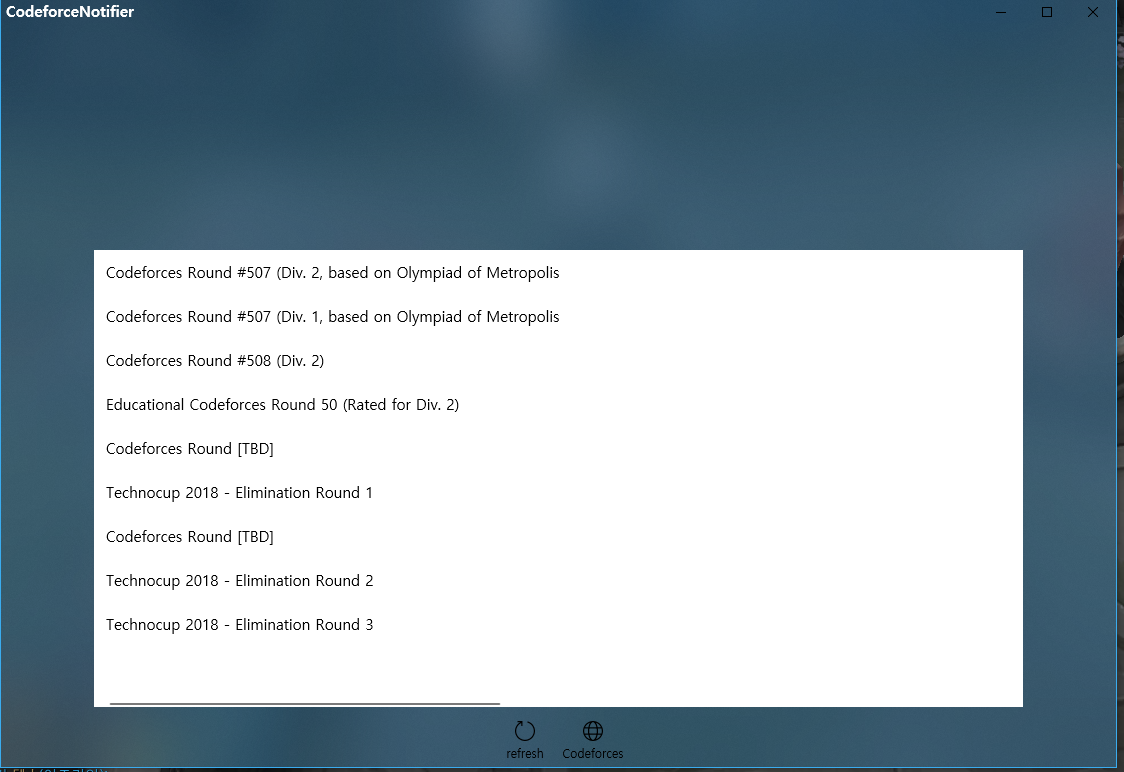 CodeforceNotifier
Codeforces Round #507 (Div. 2, based on Olympiad of Metropolis
Codeforces Round #507 (Div. 1, based on Olympiad of Metropolis
Codeforces Round #508 (Div. 2)
Educational Codeforces Round 50 (Rated for Div. 2)
Codeforces Round [TBD]
Technocup 2018 - Elimination Round 1
Codeforces Round [TBD]
Technocup 2018 - Elimination Round 2
Technocup 2018 - Elimination Round 3
refresh
Codeforces